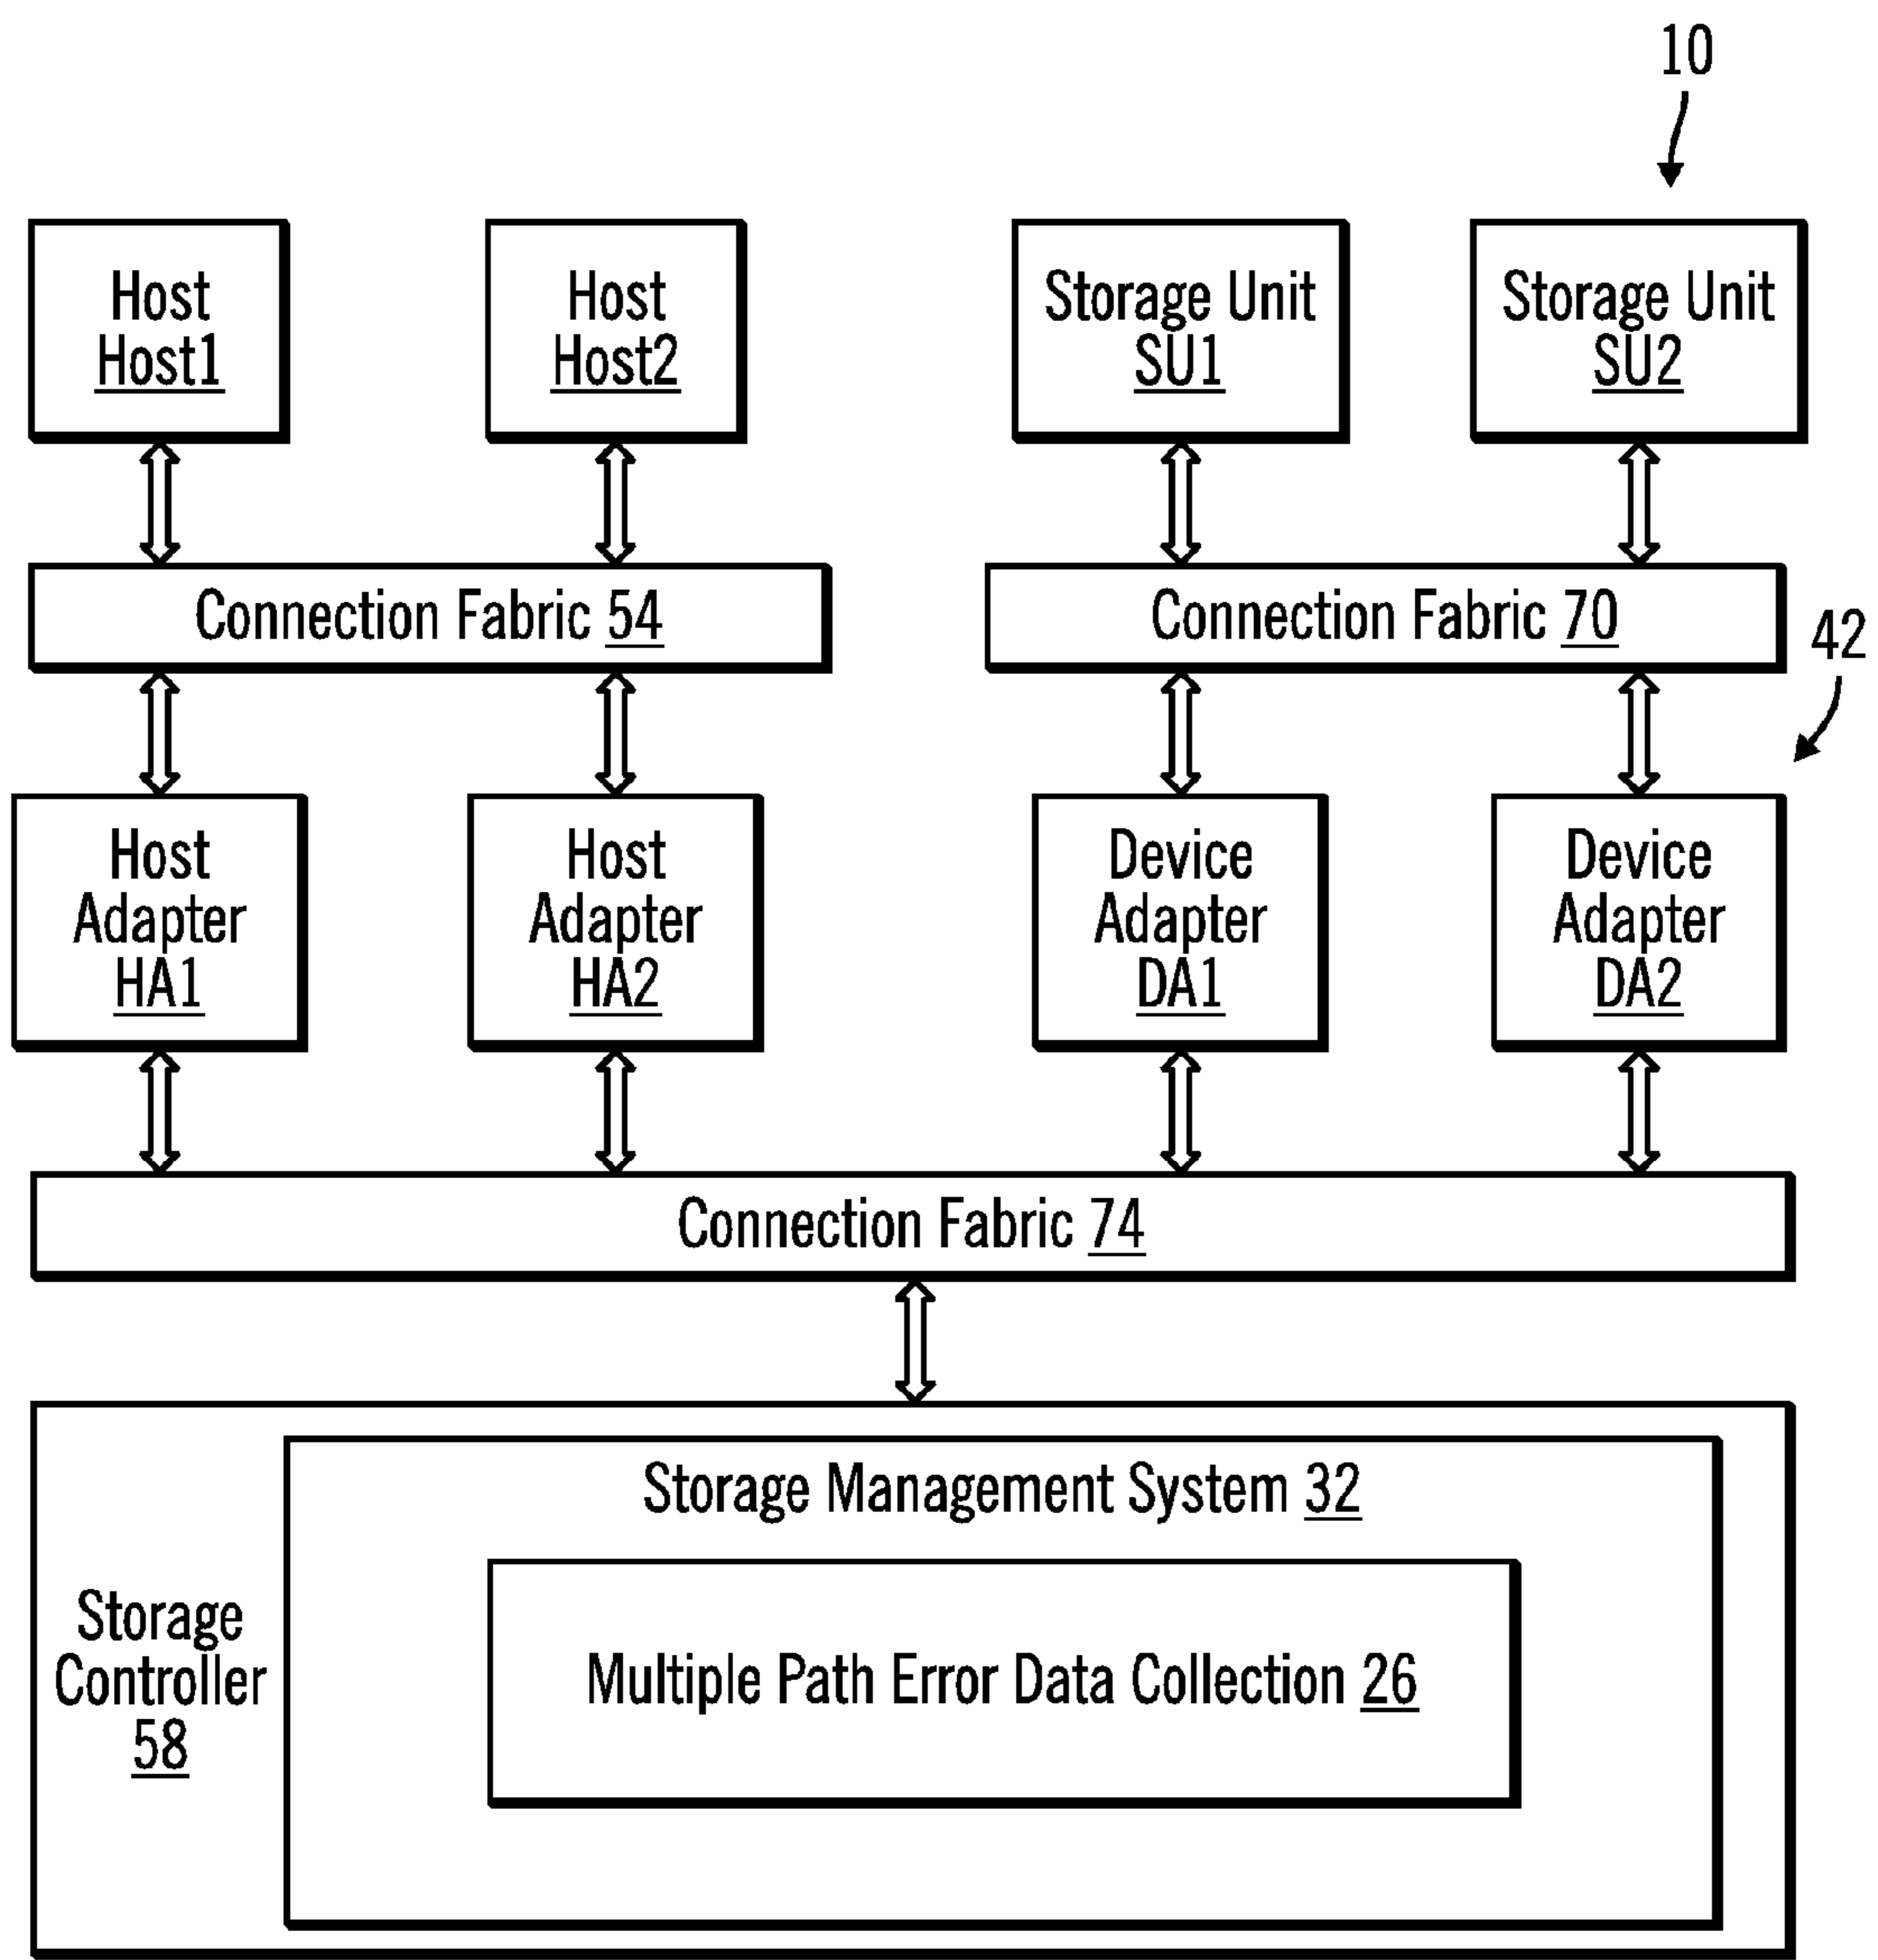 10
Host
Host1
Host
Host2
Storage Unit
SU1
Storage Unit
SU2
Connection Fabric 54
Connection Fabric 70
42
Host
Adapter
HA1
Host
Adapter
HA2
Device
Adapter
DA1
Device
Adapter
DA2
Connection Fabric 74
Storage Management System 32
Storage
Controller
58
Multiple Path Error Data Collection 26